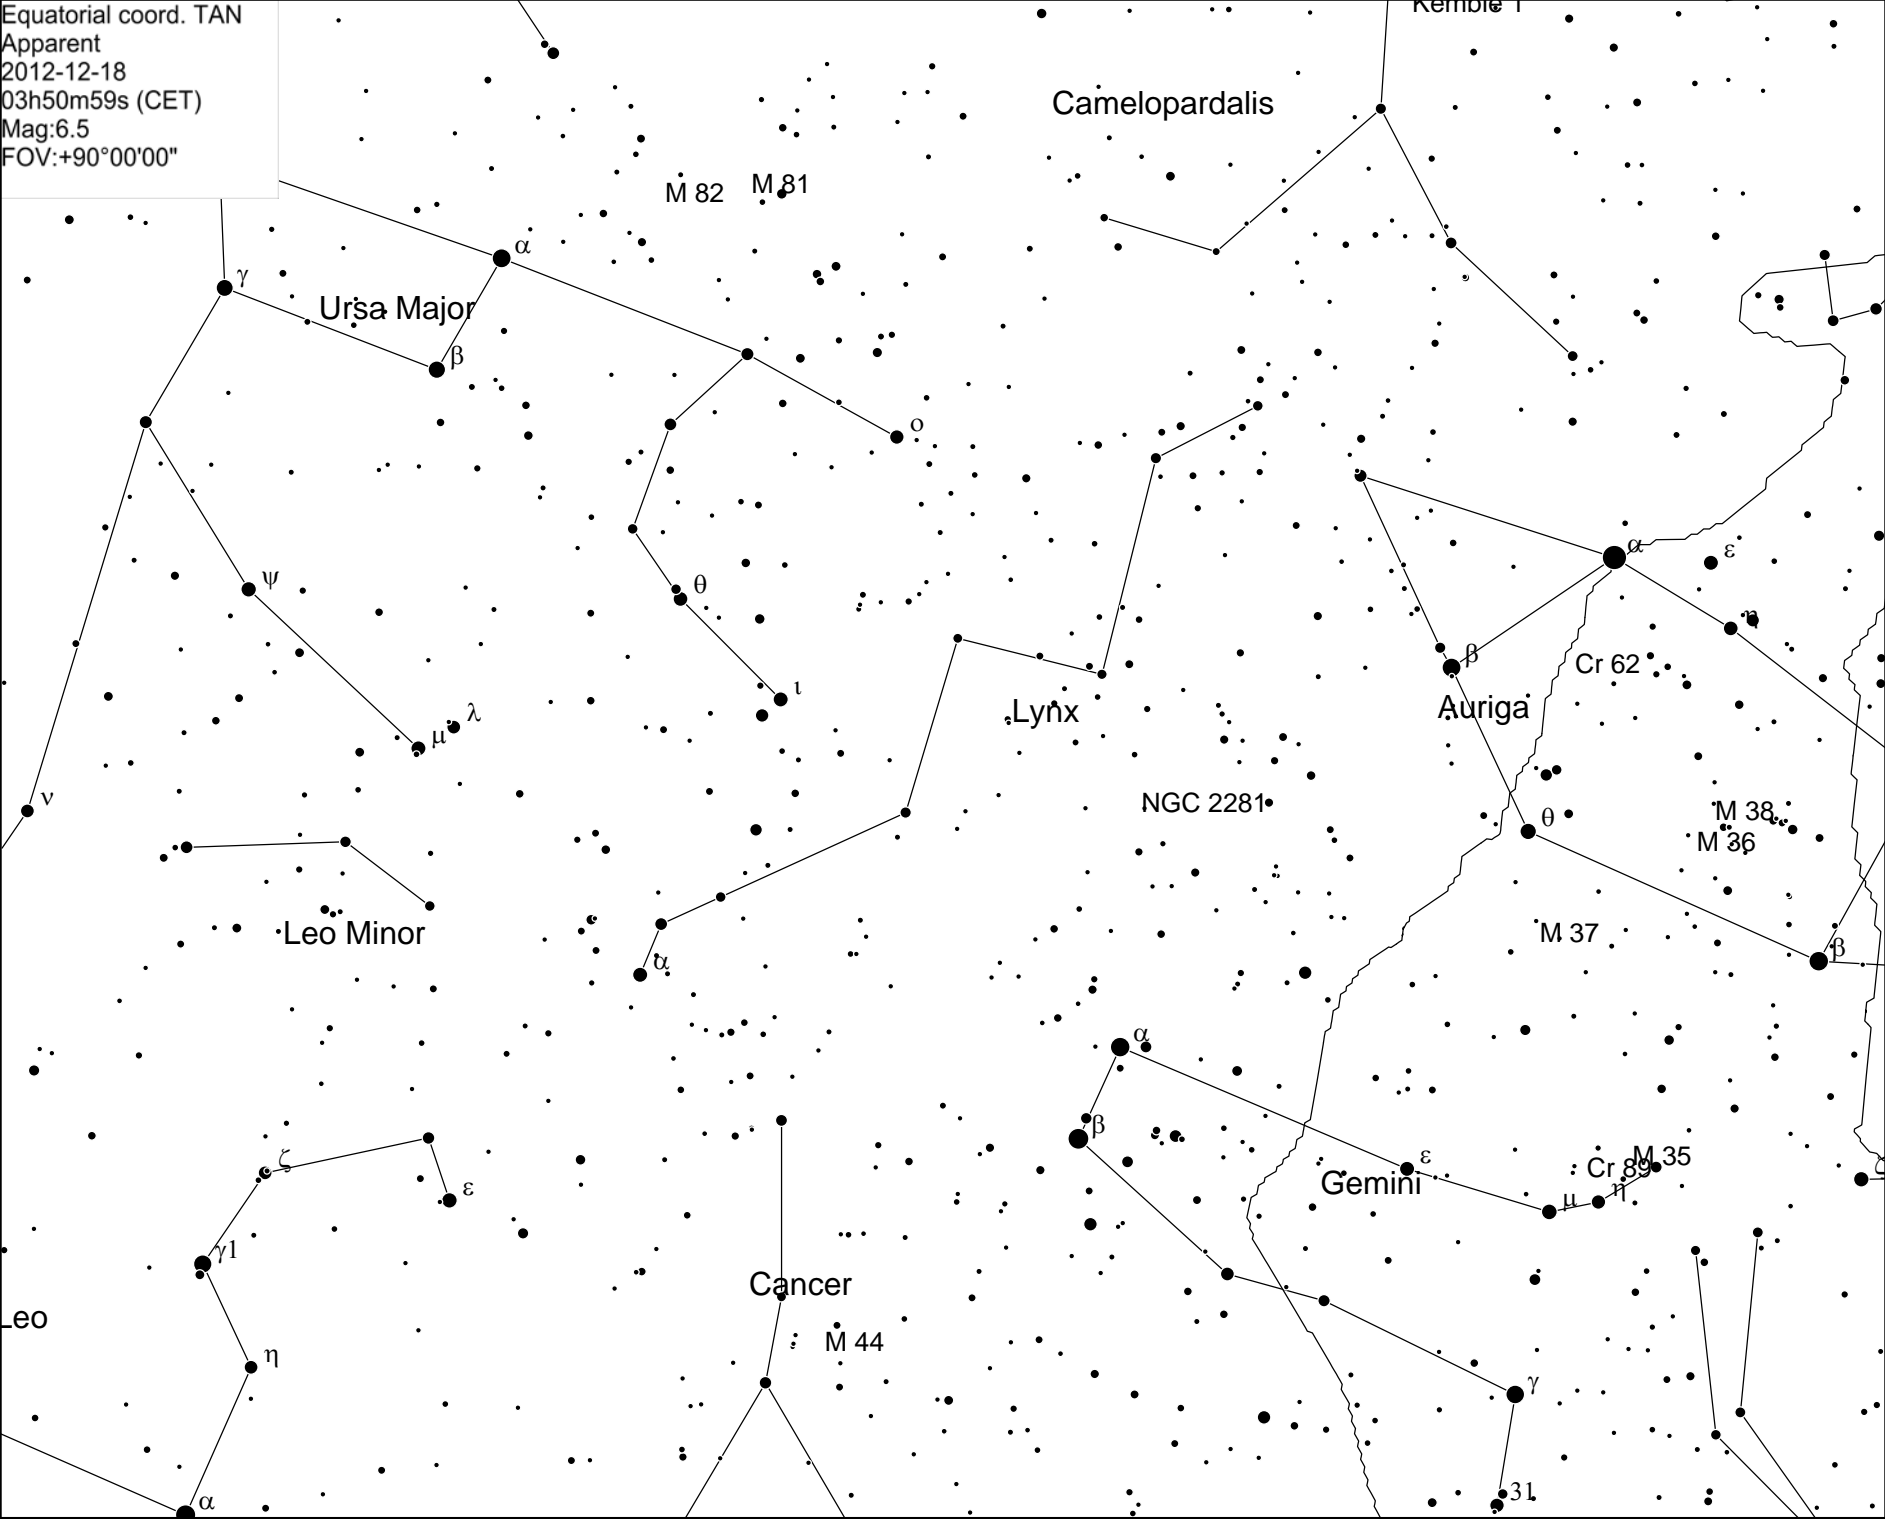 Equatorial coord. TAN
Apparent
2012-12-18
03h50m59s (CET)
Mag:6.5
FOV:+90°00'00"
Kemble 1
Camelopardalis
M 82
M 81
α
γ
Ursa Major
β
ο
α
ε
ψ
θ
η
β
Cr 62
ι
λ
μ
Lynx
Auriga
ν
NGC 2281
M 38
θ
M 36
Leo Minor
M 37
β
α
α
β
ζ
ε
M 35
Cr 89
Gemini
ε
η
μ
ζ
γ1
Cancer
Leo
M 44
η
γ
31
α